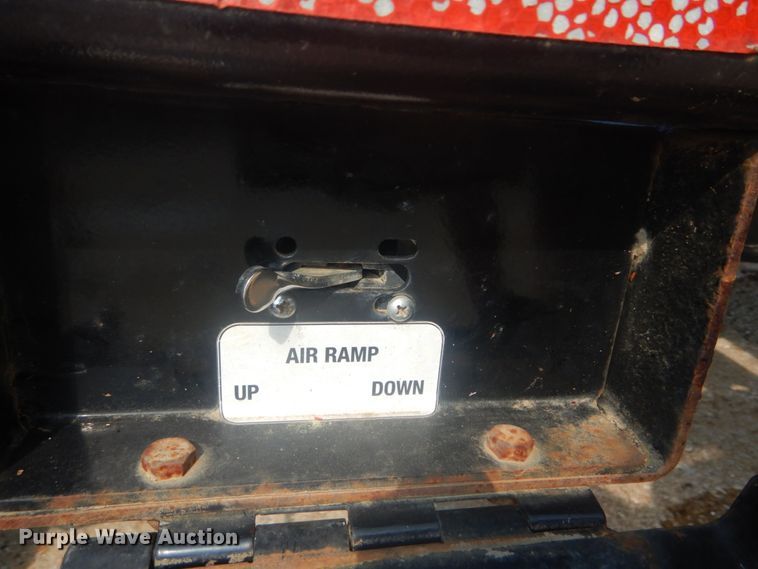 AIR RAMP
UP DOWN
Purple Wave Auction